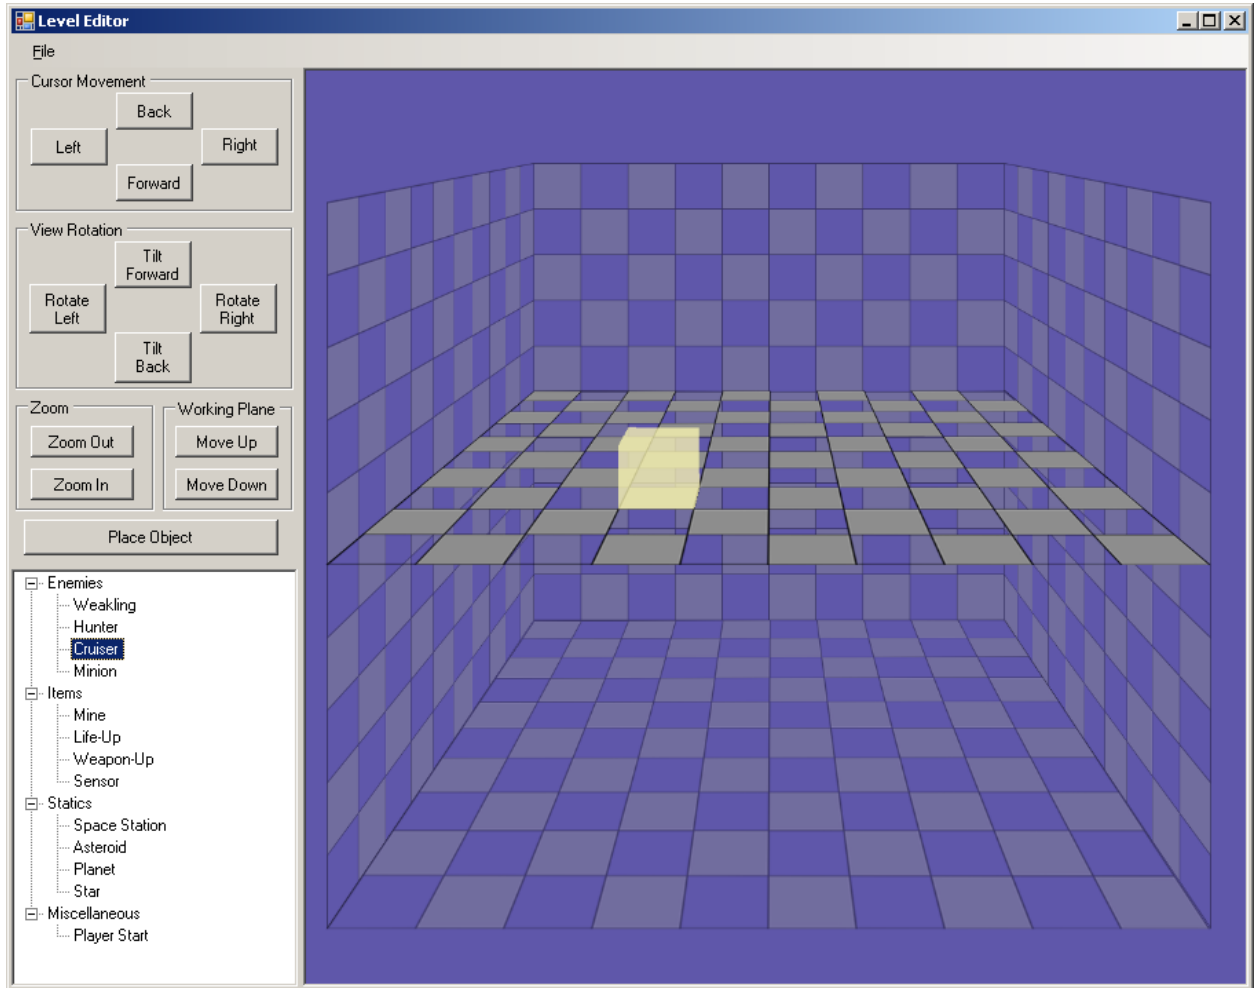 Level Editor
File
Cursor Movement
Back
Left
Right
Forward
View Rotation
Tilt
Forward
Rotate
Left
Rotate
Right
Tilt
Back
Zoom
Zoom Out
Zoom In
Working Plane
Move Up
Move Down
Place Object
Enemies
Weakling
Hunter
Cruiser
Minion
Items
Mine
Life-Up
Weapon-Up
Sensor
Statics
Space Station
Asteroid
Planet
Star
Miscellaneous
Player Start